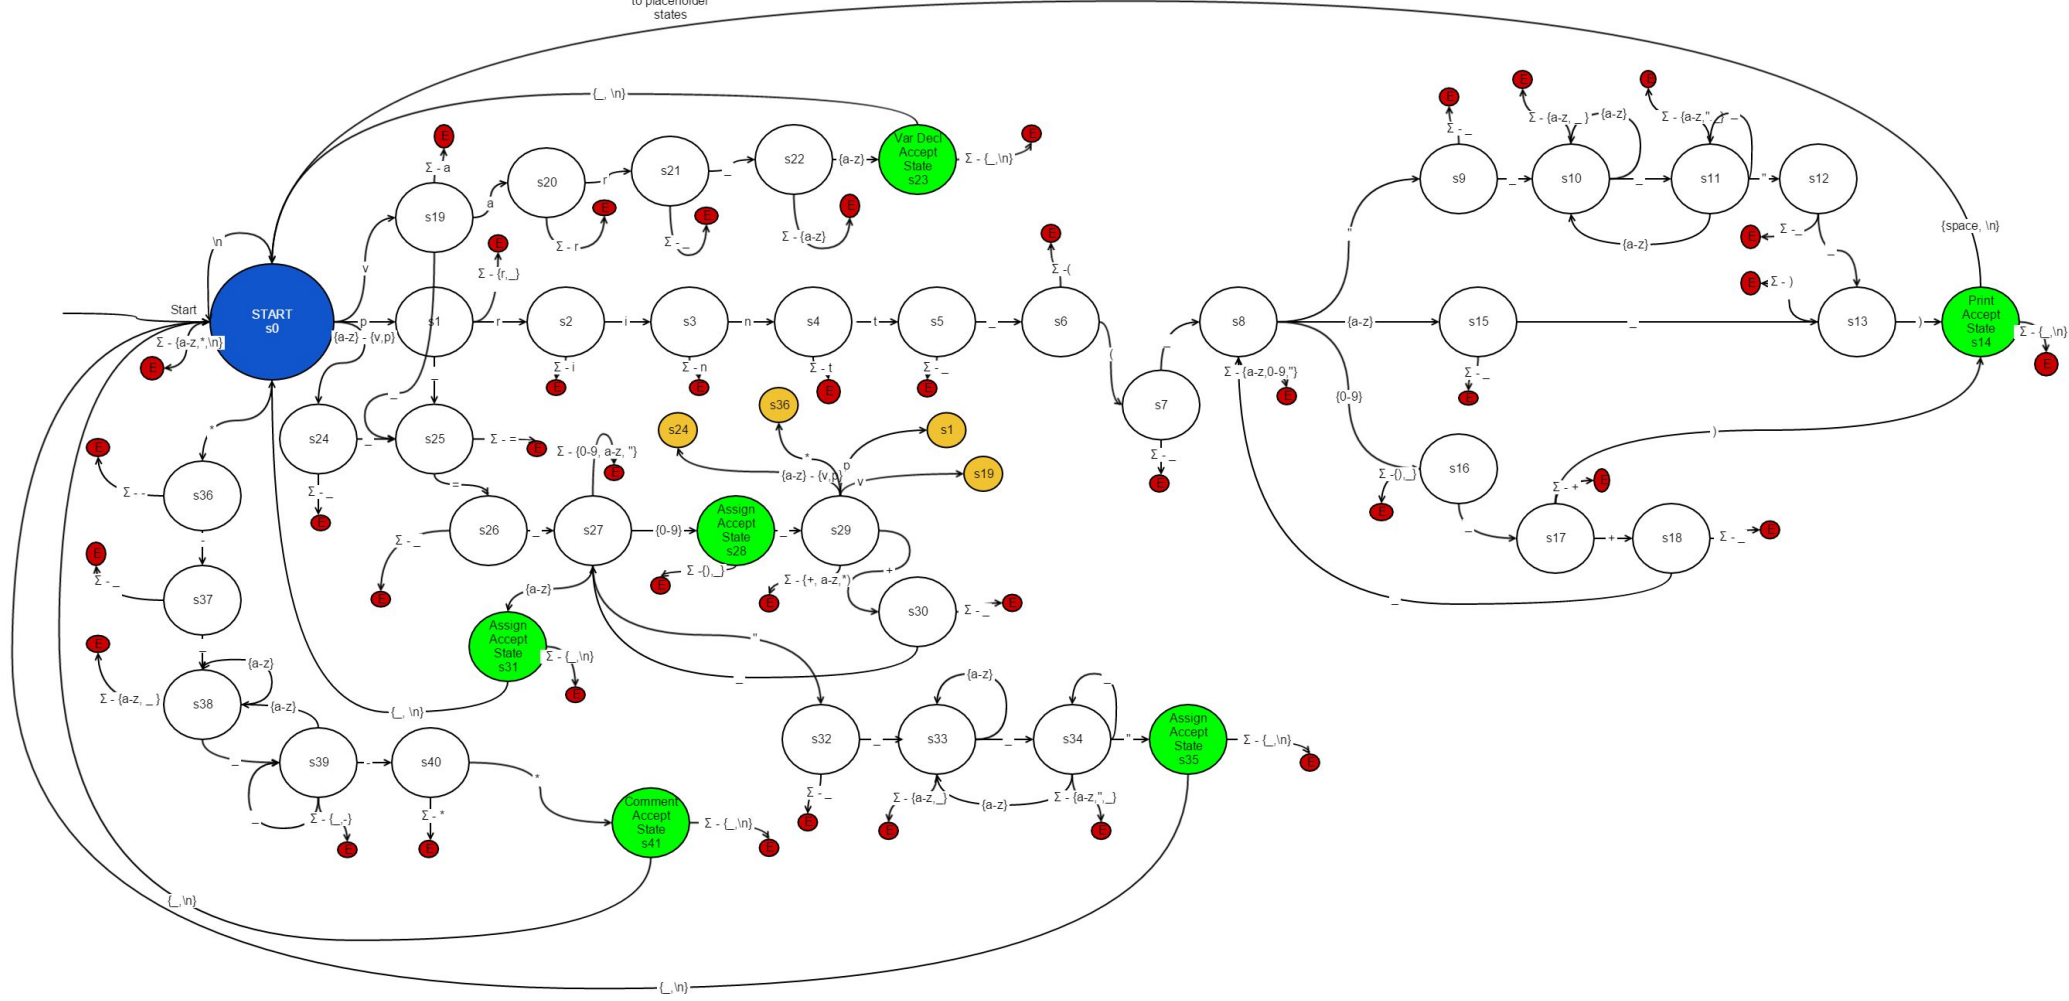 to placeholder
states
{_, \n}
E
E
E
E
E
Σ - a
s19
a
s20
r
s21
_
s22
{a-z}
Var Decl
Accept
State
s23
Σ - {_,\n}
E
E
E
Σ - r
Σ - _
Σ - {a-z}
Σ - _
Σ - {a-z, _ }
{a-z}
Σ - {a-z,",_}
_
s9
_
s10
_
s11
"
s12
{a-z}
E
Σ - _
_
{space, \n}
\n
v
E
Σ - {r,_}
E
Σ -(
"
E
Σ - )
Start
START
s0
p
s1
r
s2
i
s3
n
s4
t
s5
_
s6
(
s8
{a-z}
s15
_
s13
)
Print
Accept
State
s14
Σ - {_,\n}
E
Σ - {a-z,*,\n}
E
{a-z} - {v,p}
_
_
Σ - i
E
Σ - n
E
Σ - t
E
Σ - _
E
_
s7
Σ - _
E
Σ - {a-z,0-9,"}
E
{0-9}
Σ - _
E
s24
_
s25
Σ - =
E
s24
s36
s1
s19
*
{a-z} - {v,p}
p
v
Σ - {0-9, a-z, "}
E
*
E
Σ - -
s36
Σ - _
E
=
s16
Σ -{),_}
E
_
Σ - +
E
)
s17
+
s18
Σ - _
E
_
-
s26
_
s27
{0-9}
Assign
Accept
State
s28
_
s29
+
Σ - _
E
Σ -{),_}
E
Σ - {+, a-z,*)
E
s30
Σ - _
E
_
E
Σ - _
s37
_
{a-z}
Assign
Accept
State
s31
Σ - {_,\n}
E
"
{_, \n}
E
Σ - {a-z, _ }
s38
{a-z}
{a-z}
_
s39
-
s40
*
_
Σ - {_,-}
E
Σ - *
E
Comment
Accept
State
s41
Σ - {_,\n}
E
{_,\n}
s32
_
s33
{a-z}
_
s34
_
"
Assign
Accept
State
s35
Σ - {_,\n}
E
Σ - _
E
Σ - {a-z,_}
E
{a-z}
Σ - {a-z,",_}
E
{_,\n}